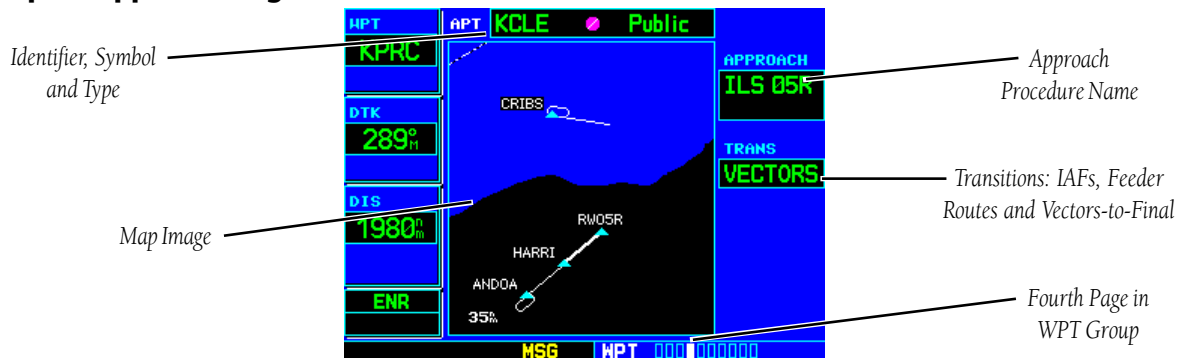 WPT
KPRC
DTK
289°M
DIS
1980nm
ENR
APT KCLE Public
APPROACH
ILS 05R
TRANS
VECTORS
CRIBS
RW05R
HARRI
ANDOA
35nm
MSG WPT
Identifier, Symbol
and Type
Map Image
Approach
Procedure Name
Transitions: IAFs, Feeder
Routes and Vectors-to-Final
Fourth Page in
WPT Group